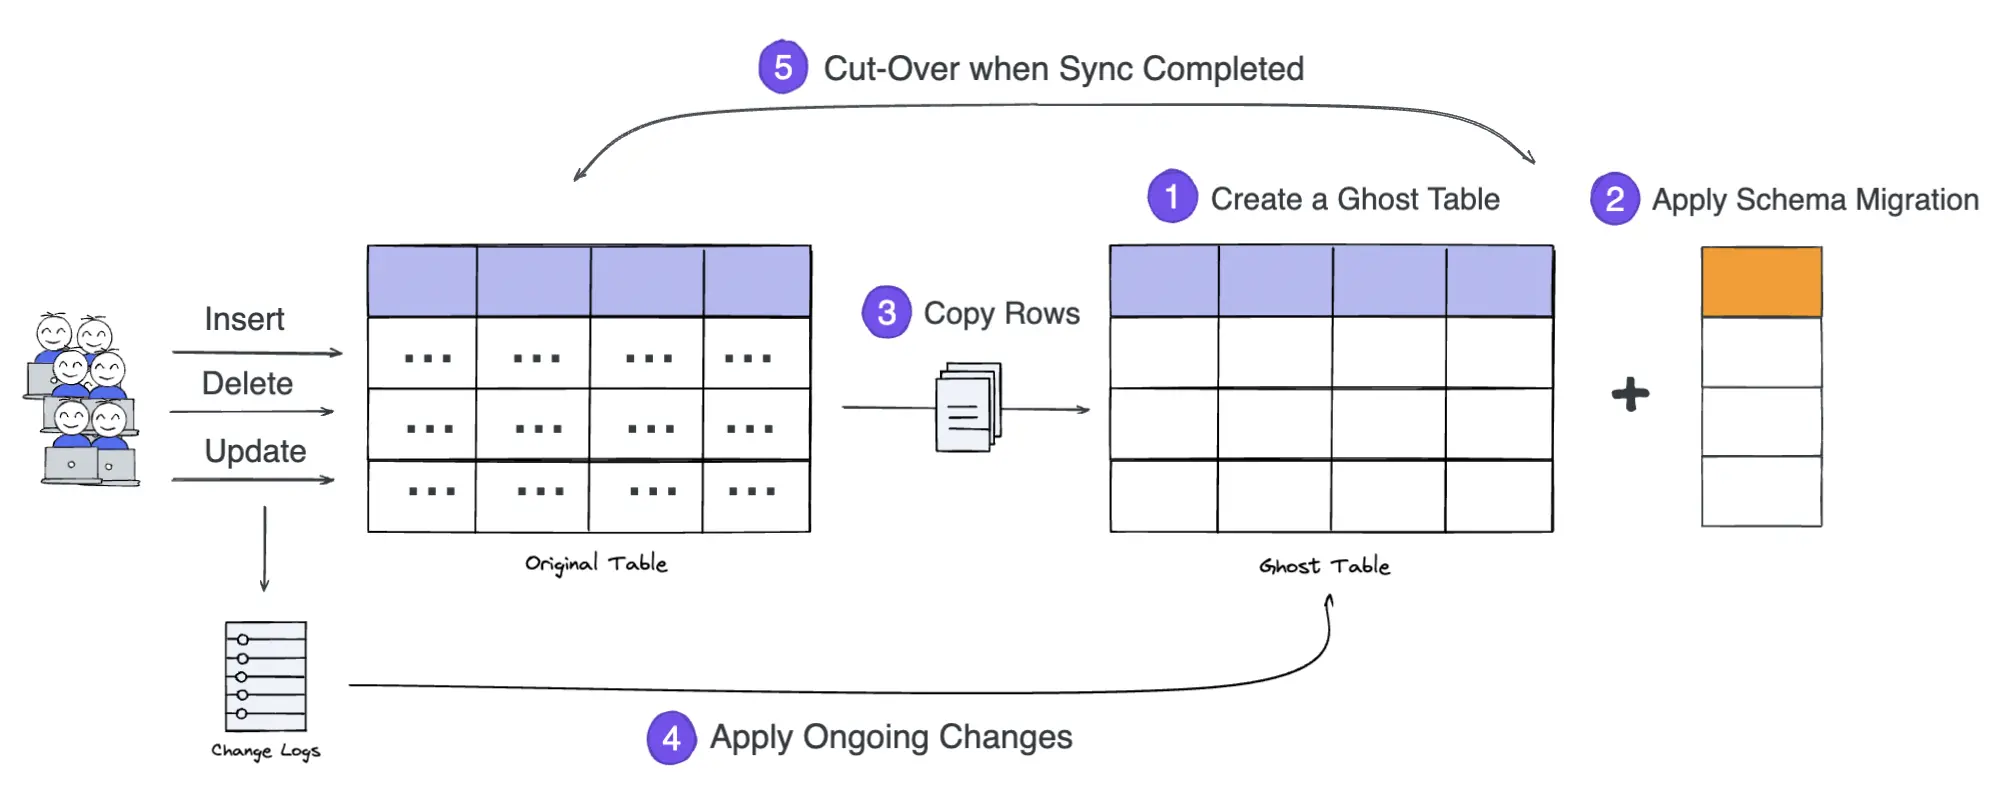 5 Cut-Over when Sync Completed
1 Create a Ghost Table
2 Apply Schema Migration
3 Copy Rows
Insert
Delete
Update
Original Table
Ghost Table
Change Logs
4 Apply Ongoing Changes